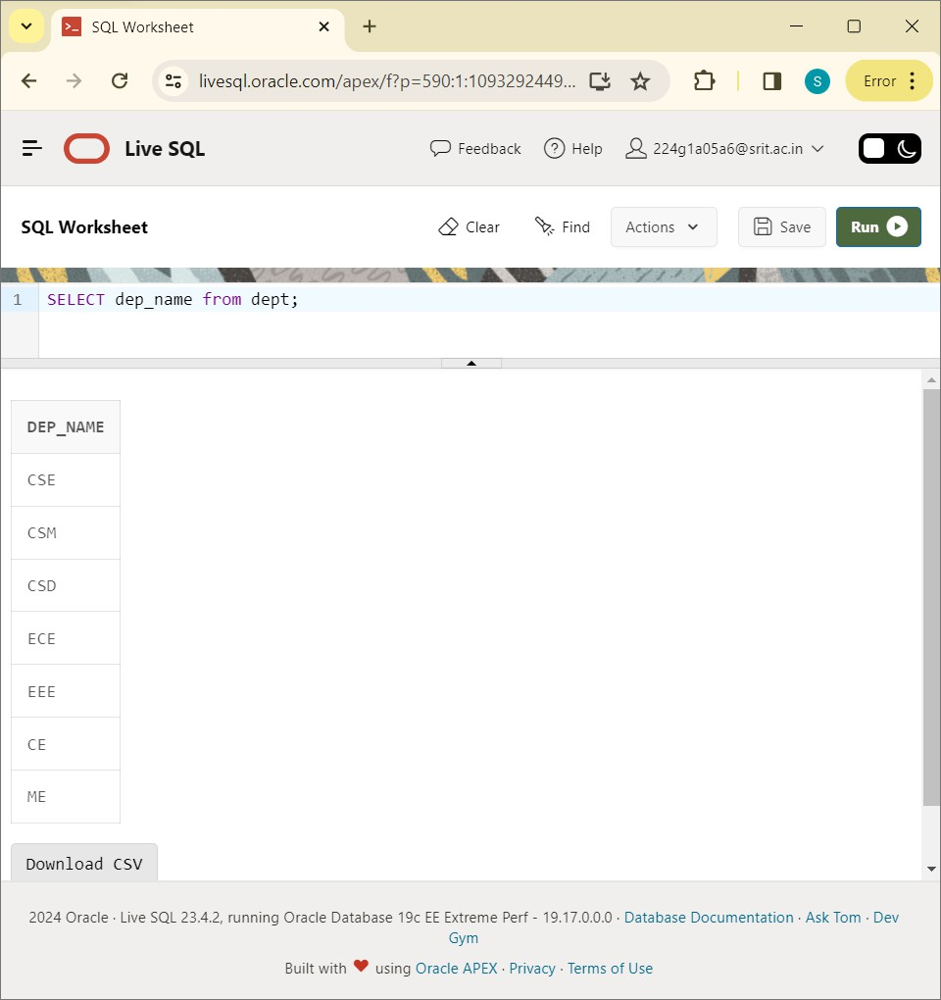 SQL Worksheet
livesql.oracle.com/apex/f?p=590:1:1093292449...
S
Error
Live SQL
Feedback
Help
224g1a05a6@srit.ac.in
SQL Worksheet
Clear
Find
Actions
Save
Run
1 SELECT dep_name from dept;
DEP_NAME
CSE
CSM
CSD
ECE
EEE
CE
ME
Download CSV
2024 Oracle · Live SQL 23.4.2, running Oracle Database 19c EE Extreme Perf - 19.17.0.0.0 · Database Documentation · Ask Tom · Dev
Gym
Built with ❤ using Oracle APEX · Privacy · Terms of Use